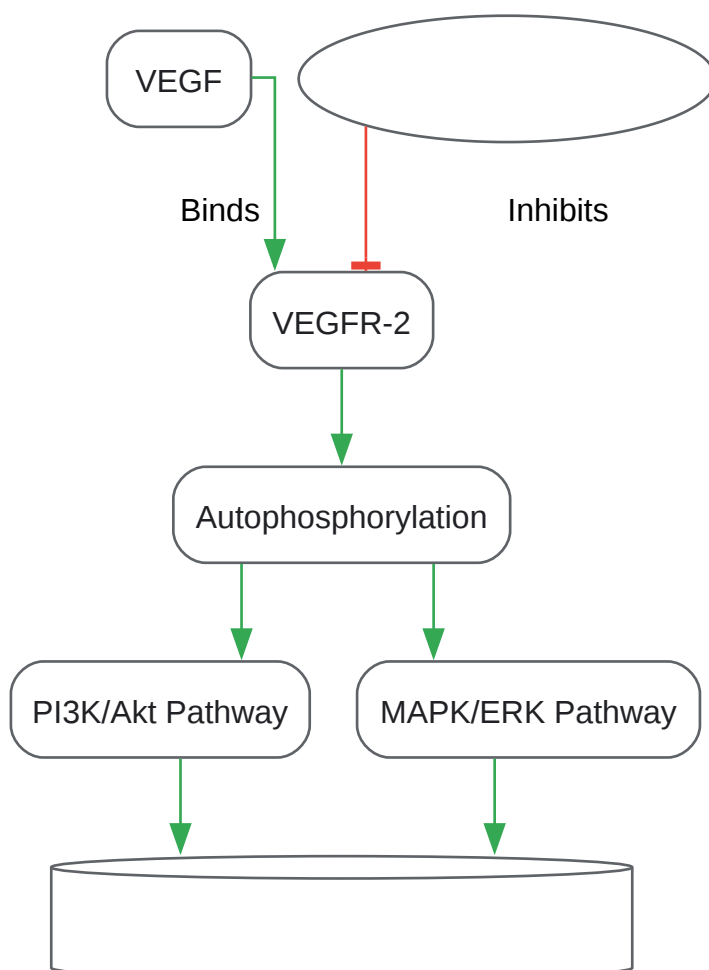 VEGF
Binds
Inhibits
VEGFR-2
Autophosphorylation
PI3K/Akt Pathway
MAPK/ERK Pathway